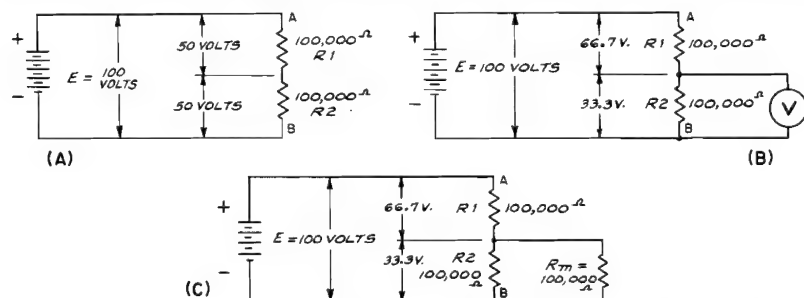 A
+
50 VOLTS
100,000 Ω
R1
E = 100 VOLTS
-
50 VOLTS
100,000 Ω
R2
B
(A)
A
+
66.7 V.
R1
100,000 Ω
E = 100 VOLTS
-
33.3 V.
R2
100,000 Ω
V
B
(B)
A
+
66.7 V.
R1
100,000 Ω
E = 100 VOLTS
-
33.3 V.
R2
100,000 Ω
Rm =
100,000 Ω
B
(C)